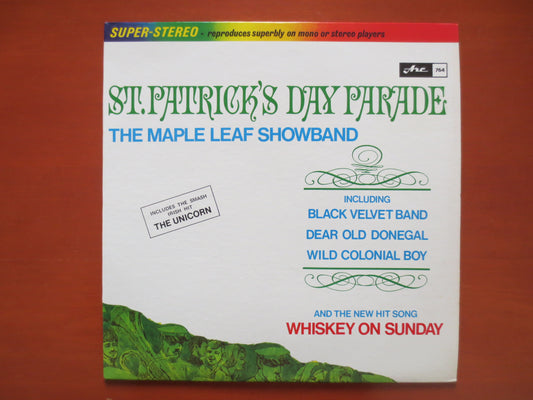 SUPER-STEREO - reproduces superbly on mono or stereo players
Arc 764
ST. PATRICK'S DAY PARADE
THE MAPLE LEAF SHOWBAND
INCLUDES THE SMASH
IRISH HIT
THE UNICORN
INCLUDING
BLACK VELVET BAND
DEAR OLD DONEGAL
WILD COLONIAL BOY
AND THE NEW HIT SONG
WHISKEY ON SUNDAY